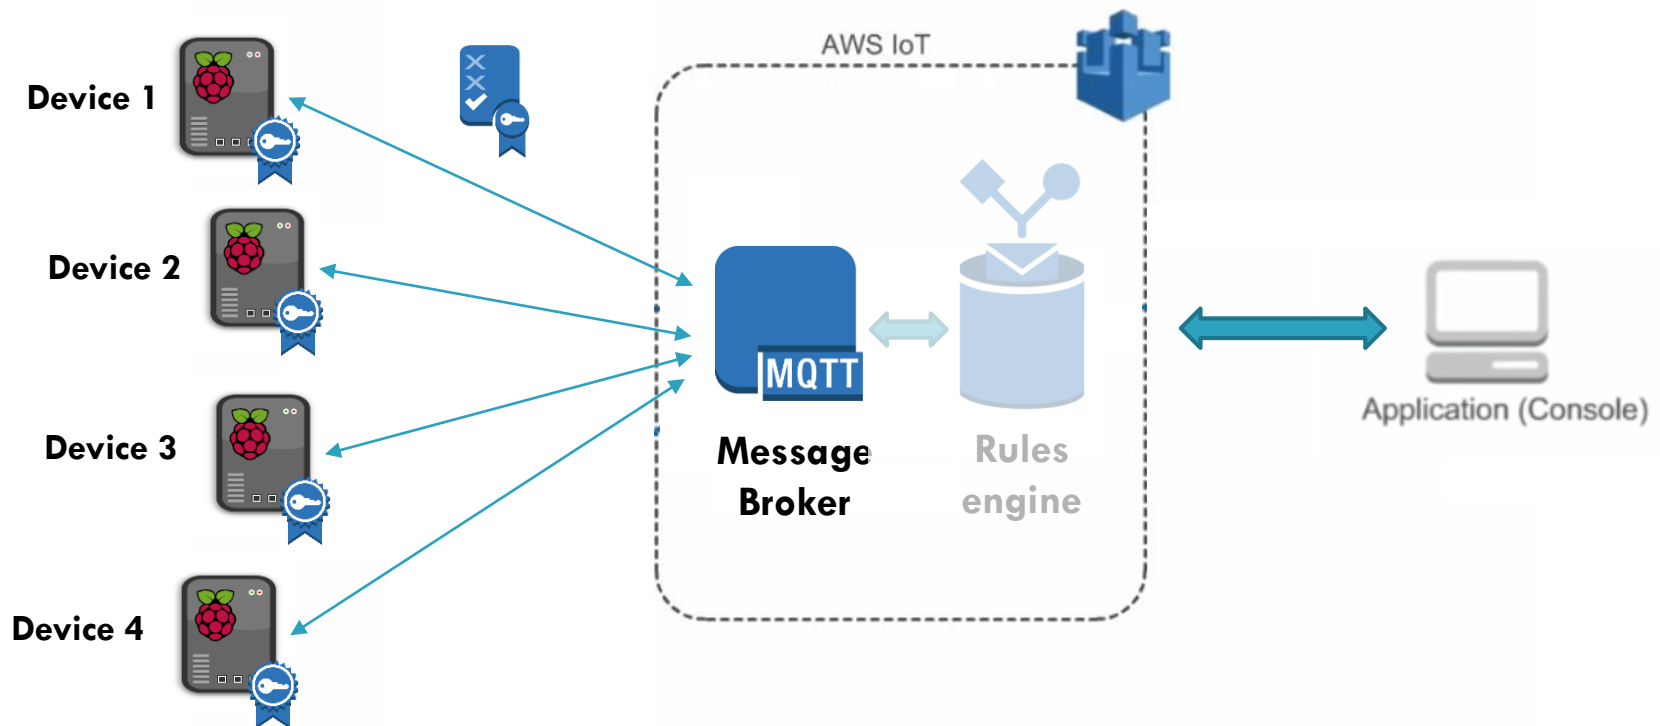 AWS IoT
Device 1
Device 2
Device 3
Device 4
MQTT
Message
Broker
Rules
engine
Application (Console)